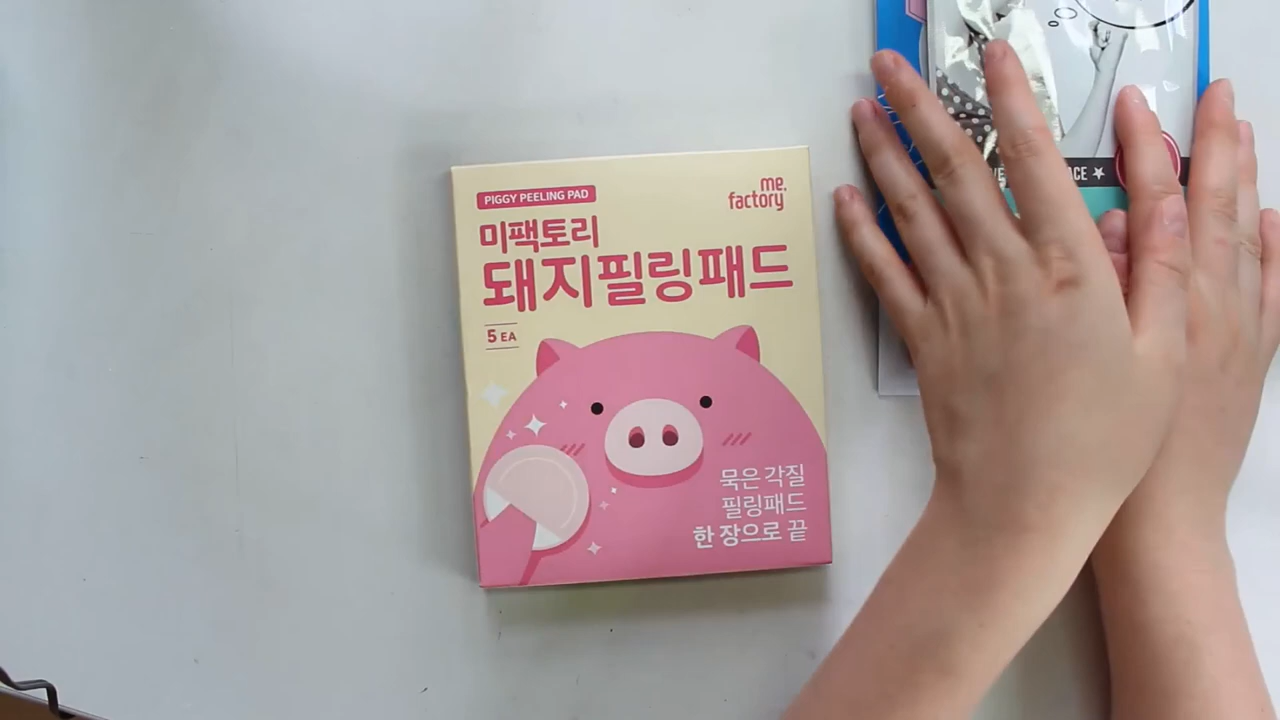 PIGGY PEELING PAD
me.
factory
미팩토리
돼지필링패드
5 EA
묵은 각질
필링패드
한 장으로 끝